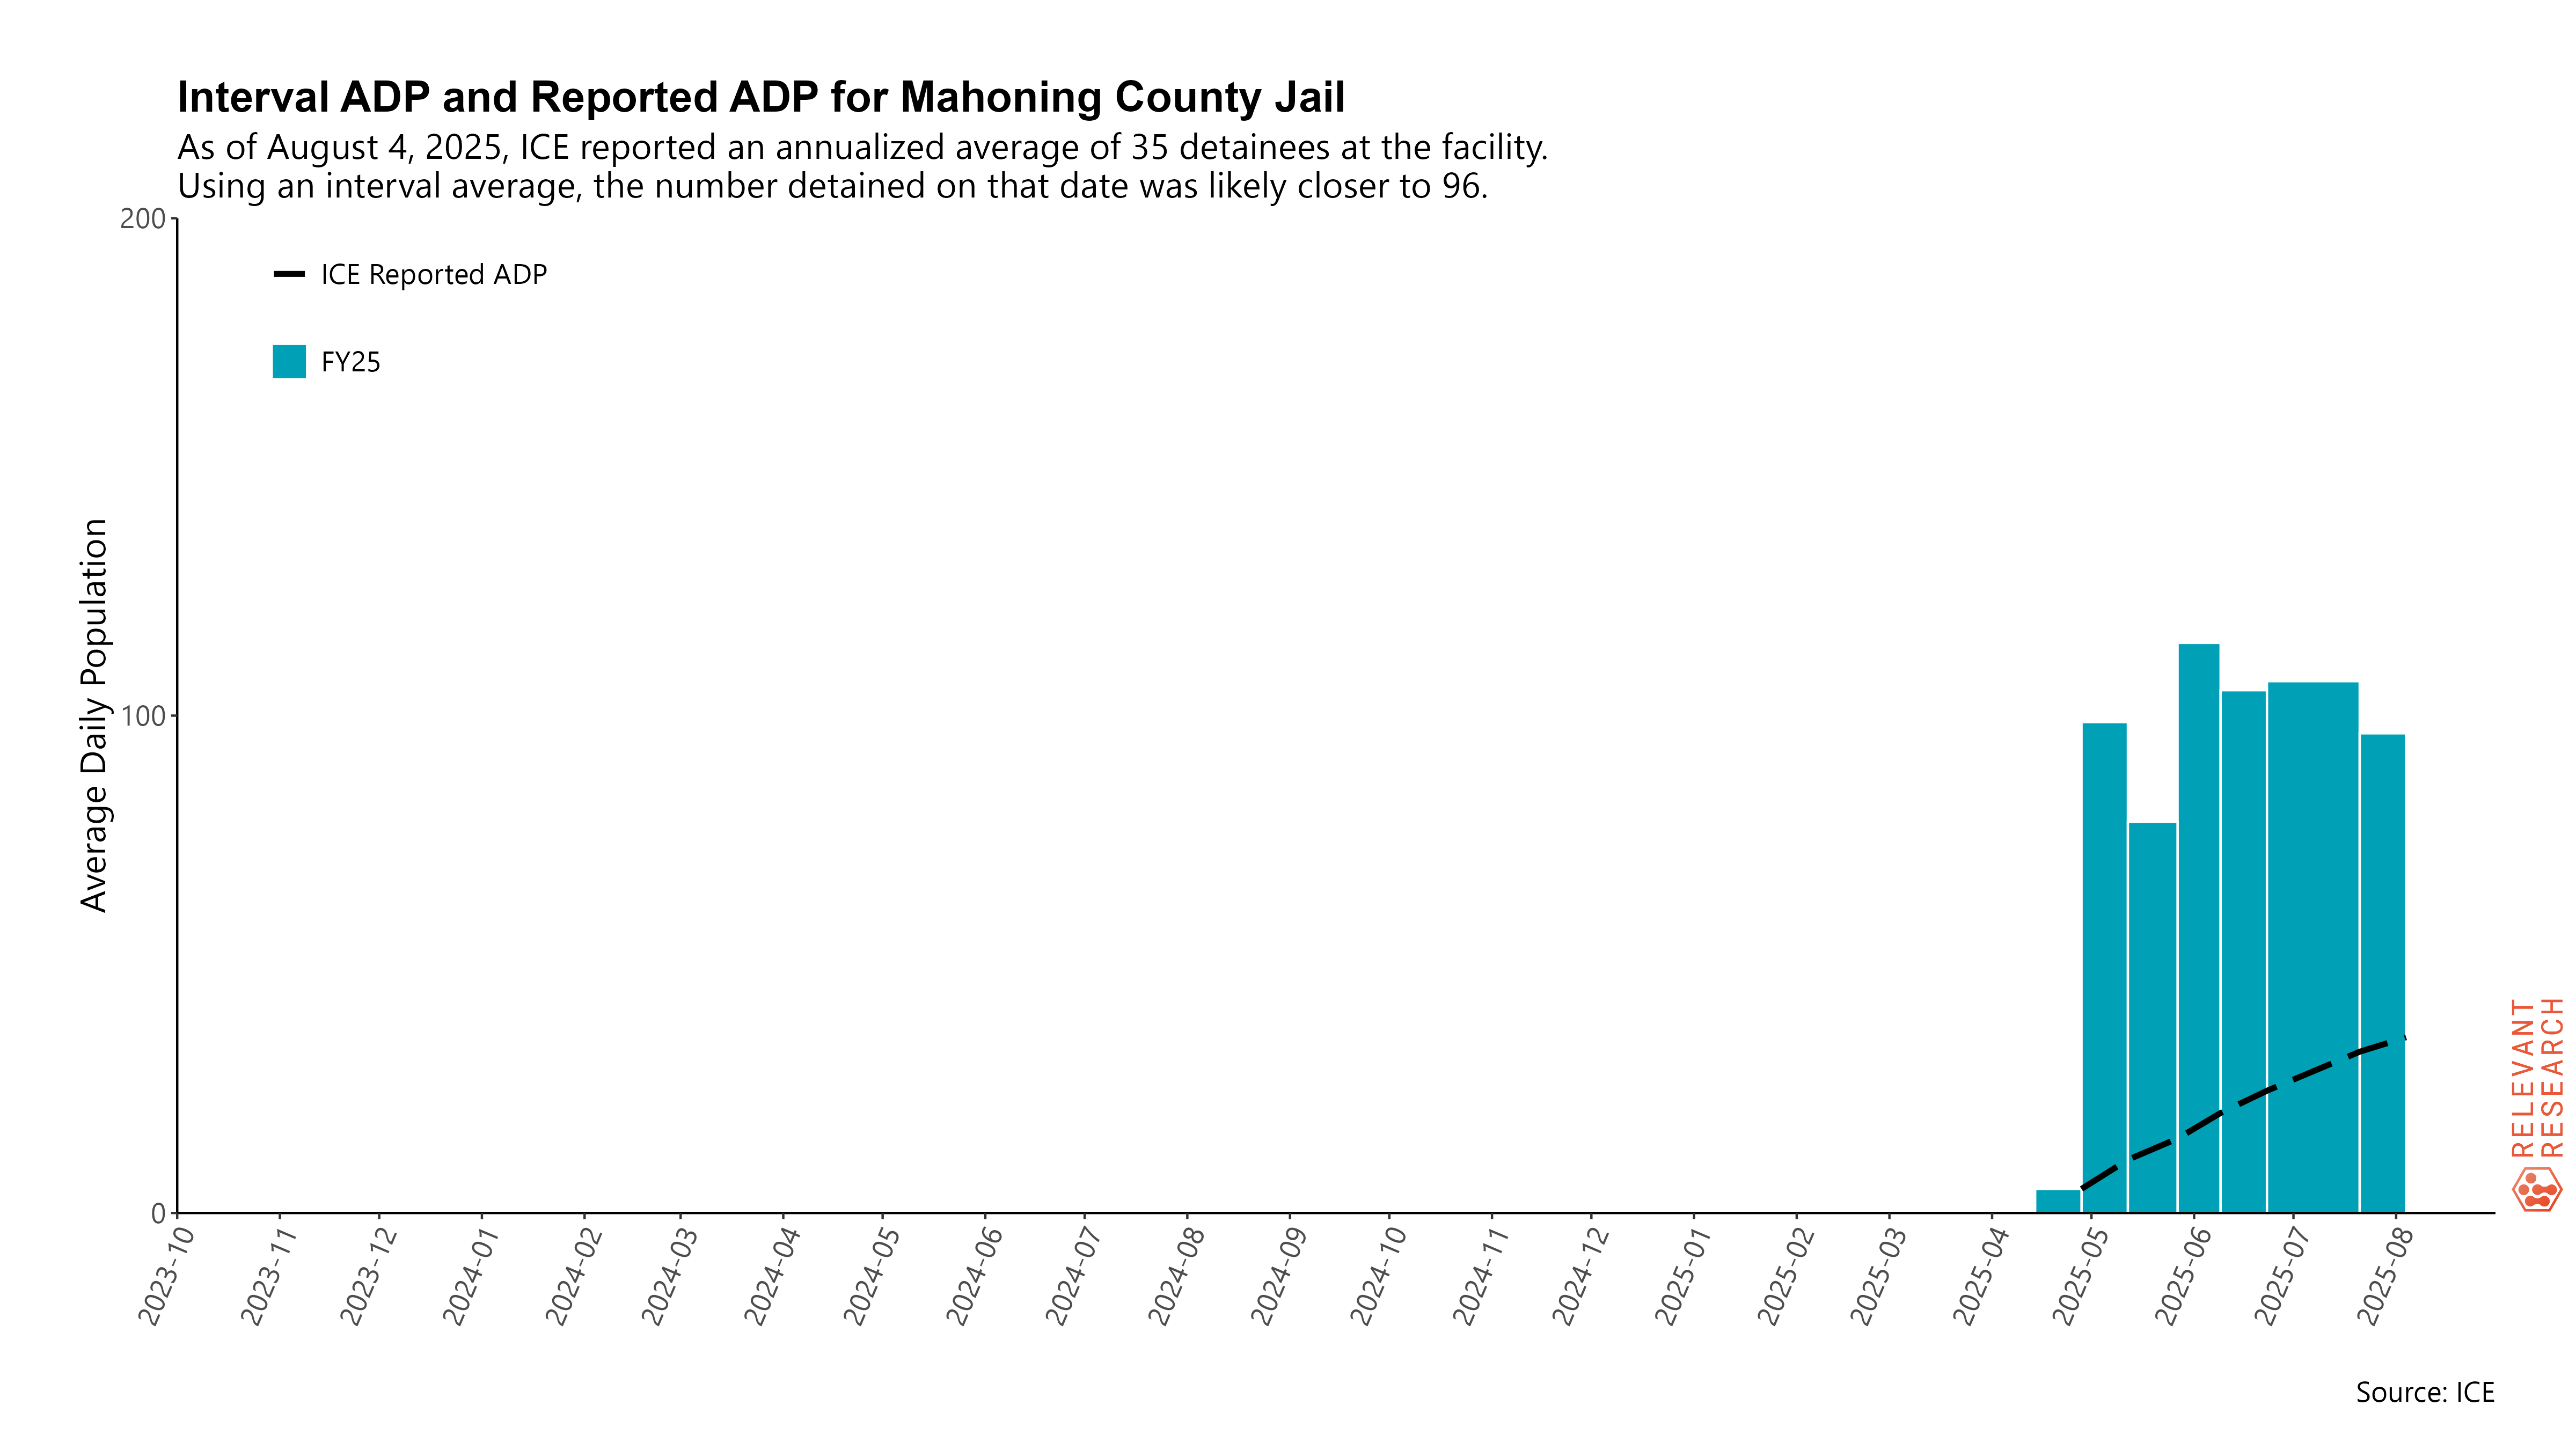 Interval ADP and Reported ADP for Mahoning County Jail
As of August 4, 2025, ICE reported an annualized average of 35 detainees at the facility.
Using an interval average, the number detained on that date was likely closer to 96.
200
ICE Reported ADP
FY25
Average Daily Population
100
0
2023-10
2023-11
2023-12
2024-01
2024-02
2024-03
2024-04
2024-05
2024-06
2024-07
2024-08
2024-09
2024-10
2024-11
2024-12
2025-01
2025-02
2025-03
2025-04
2025-05
2025-06
2025-07
2025-08
RELEVANT
RESEARCH
Source: ICE